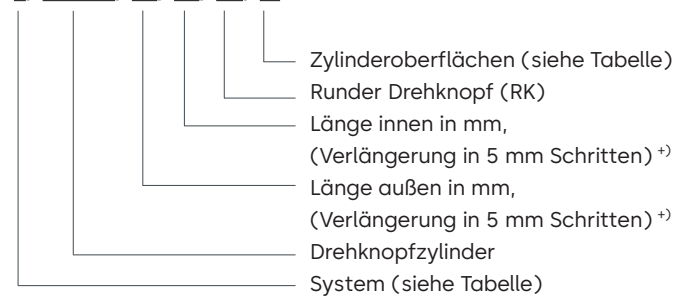 Zylinderoberflächen (siehe Tabelle)
Runder Drehknopf (RK)
Länge innen in mm,
(Verlängerung in 5 mm Schritten) +)
Länge außen in mm,
(Verlängerung in 5 mm Schritten) +)
Drehknopfzylinder
System (siehe Tabelle)